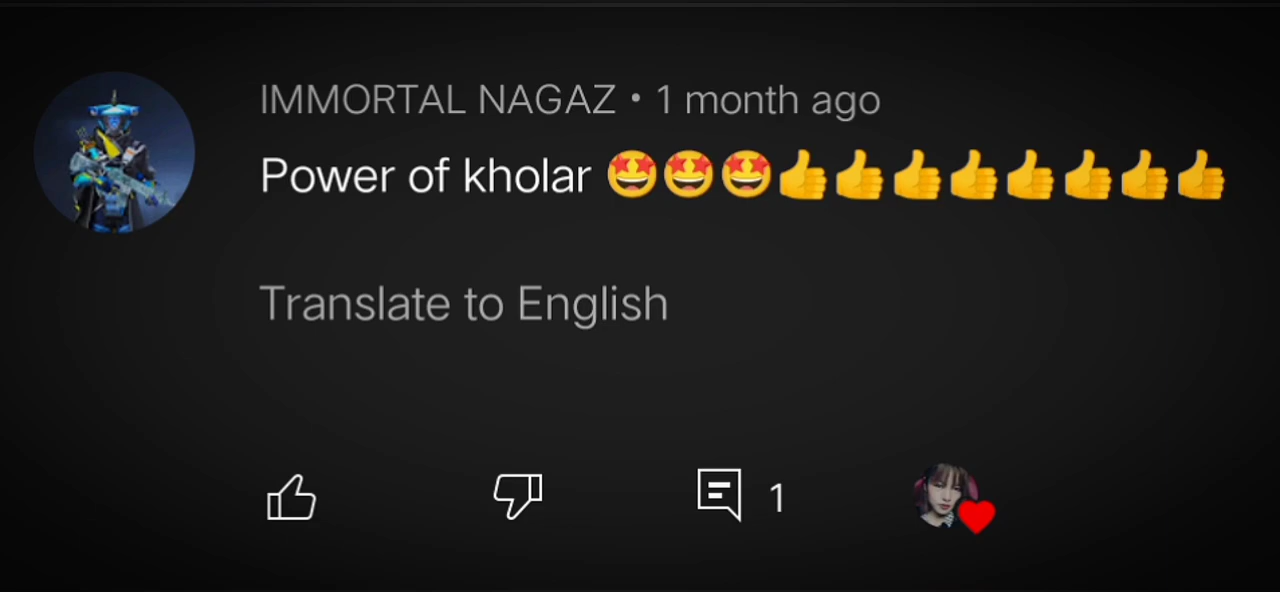 IMMORTAL NAGAZ • 1 month ago
Power of kholar 🤩🤩🤩👍👍👍👍👍👍👍👍
Translate to English
1